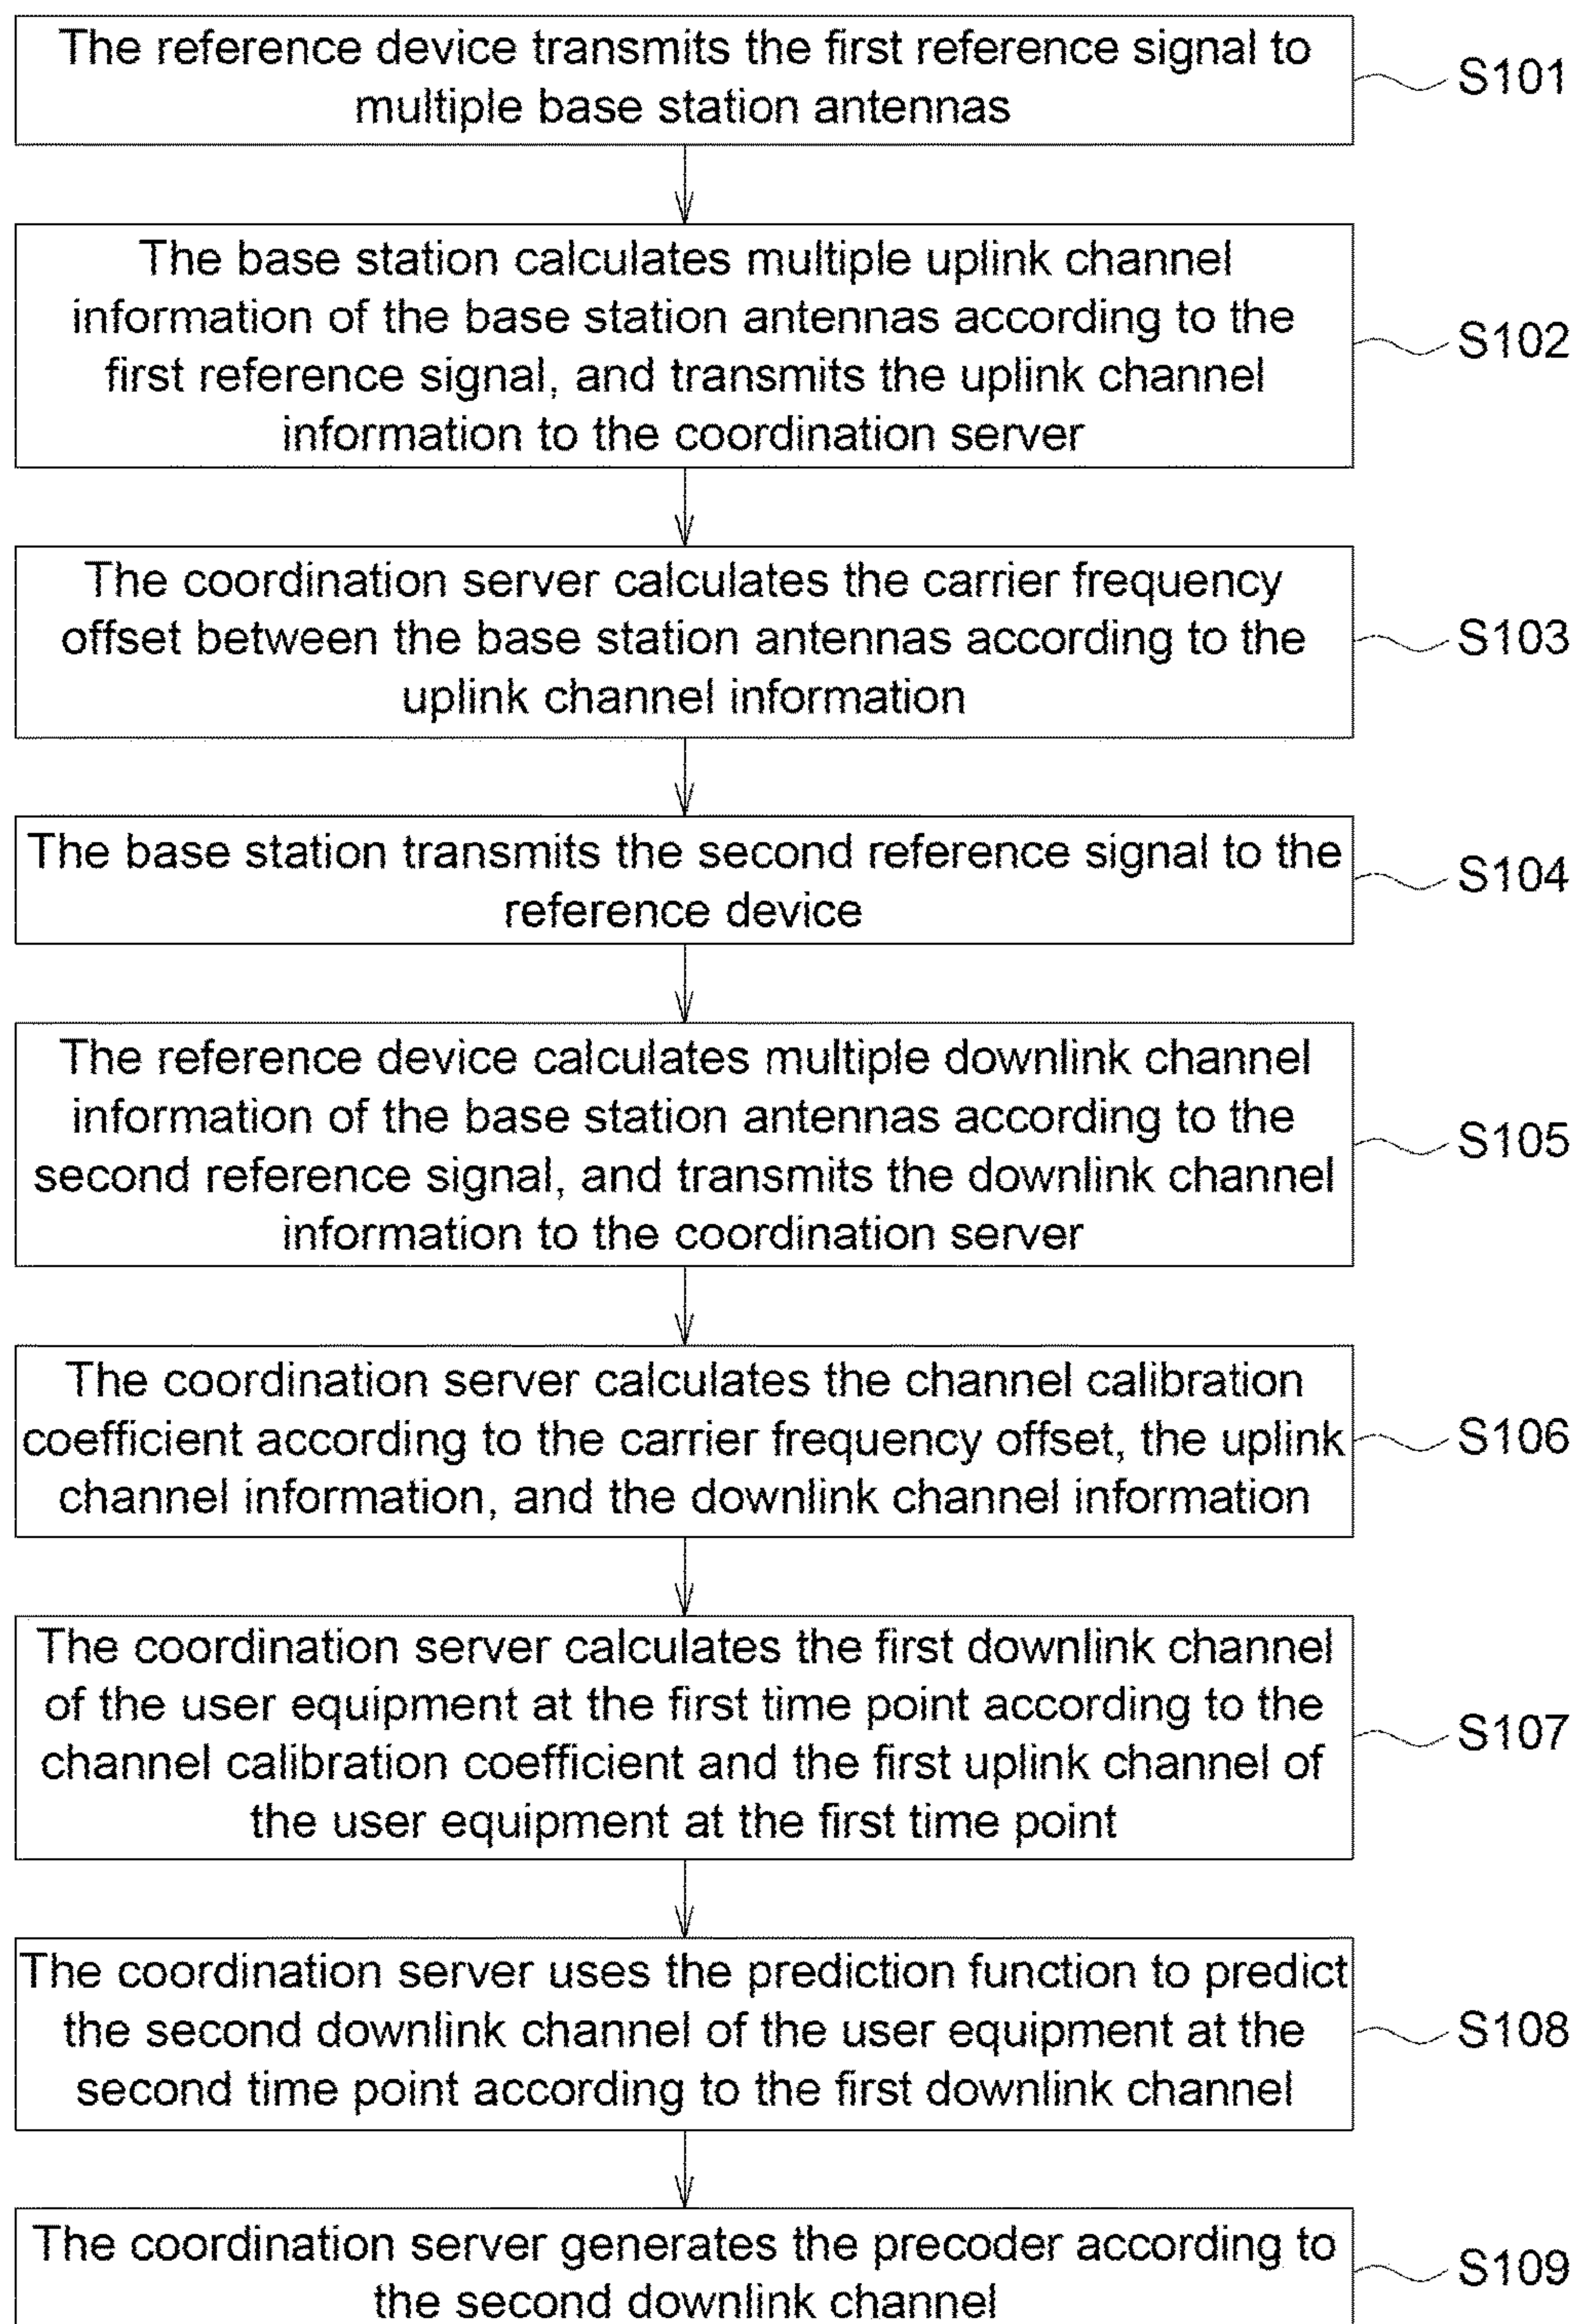 The reference device transmits the first reference signal to
multiple base station antennas
S101
The base station calculates multiple uplink channel
information of the base station antennas according to the
first reference signal, and transmits the uplink channel
information to the coordination server
S102
The coordination server calculates the carrier frequency
offset between the base station antennas according to the
uplink channel information
S103
The base station transmits the second reference signal to the
reference device
S104
The reference device calculates multiple downlink channel
information of the base station antennas according to the
second reference signal, and transmits the downlink channel
information to the coordination server
S105
The coordination server calculates the channel calibration
coefficient according to the carrier frequency offset, the uplink
channel information, and the downlink channel information
S106
The coordination server calculates the first downlink channel
of the user equipment at the first time point according to the
channel calibration coefficient and the first uplink channel of
the user equipment at the first time point
S107
The coordination server uses the prediction function to predict
the second downlink channel of the user equipment at the
second time point according to the first downlink channel
S108
The coordination server generates the precoder according to
the second downlink channel
S109